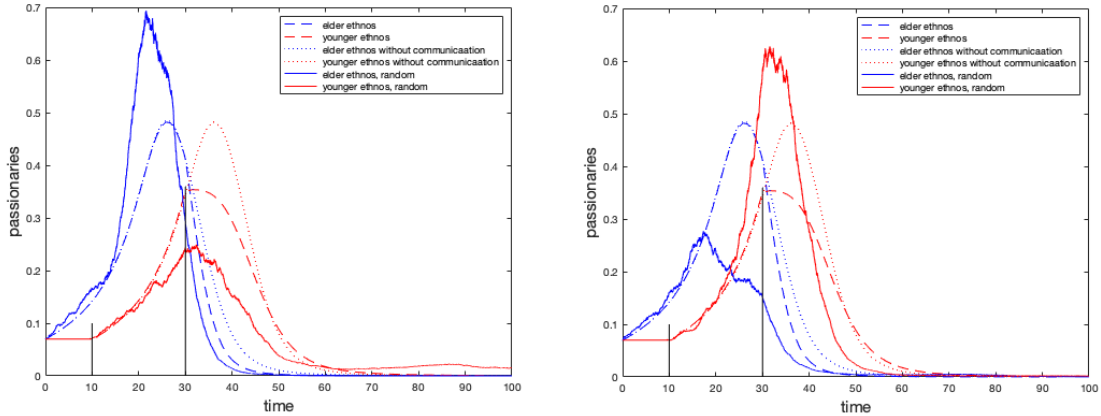 0.7
0.6
0.5
0.4
0.3
0.2
0.1
0
passionaries
elder ethnos
younger ethnos
elder ethnos without communicaation
younger ethnos without communicaation
elder ethnos, random
younger ethnos, random
0 10 20 30 40 50 60 70 80 90 100
time
0.7
0.6
0.5
0.4
0.3
0.2
0.1
0
passionaries
elder ethnos
younger ethnos
elder ethnos without communicaation
younger ethnos without communicaation
elder ethnos, random
younger ethnos, random
0 10 20 30 40 50 60 70 80 90 100
time